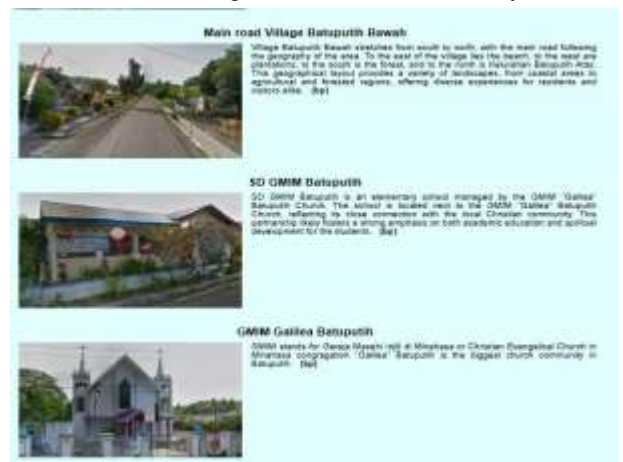 Main road Village Batuputih Bawah
Village Batuputih Bawah stretches from south to north, with the main road following
the geography of the area. To the east of the village lies the beach, to the west are
plantations, to the south is the forest, and to the north is Kelurahan Batuputih Atas.
This geographical layout provides a variety of landscapes, from coastal areas to
agricultural and forested regions, offering diverse experiences for residents and
visitors alike. (bp)
SD GMIM Batuputih
SD GMIM Batuputih is an elementary school managed by the GMIM "Galilea"
Batuputih Church. The school is located next to the GMIM "Galilea" Batuputih
Church, reflecting its close connection with the local Christian community. This
partnership likely fosters a strong emphasis on both academic education and spiritual
development for the students. (bp)
GMIM Galilea Batuputih
GMIM stands for Gereja Masehi Injili di Minahasa or Christian Evangelical Church in
Minahasa congregation "Galilea" Batuputih is the biggest church community in
Batuputih. (bp)